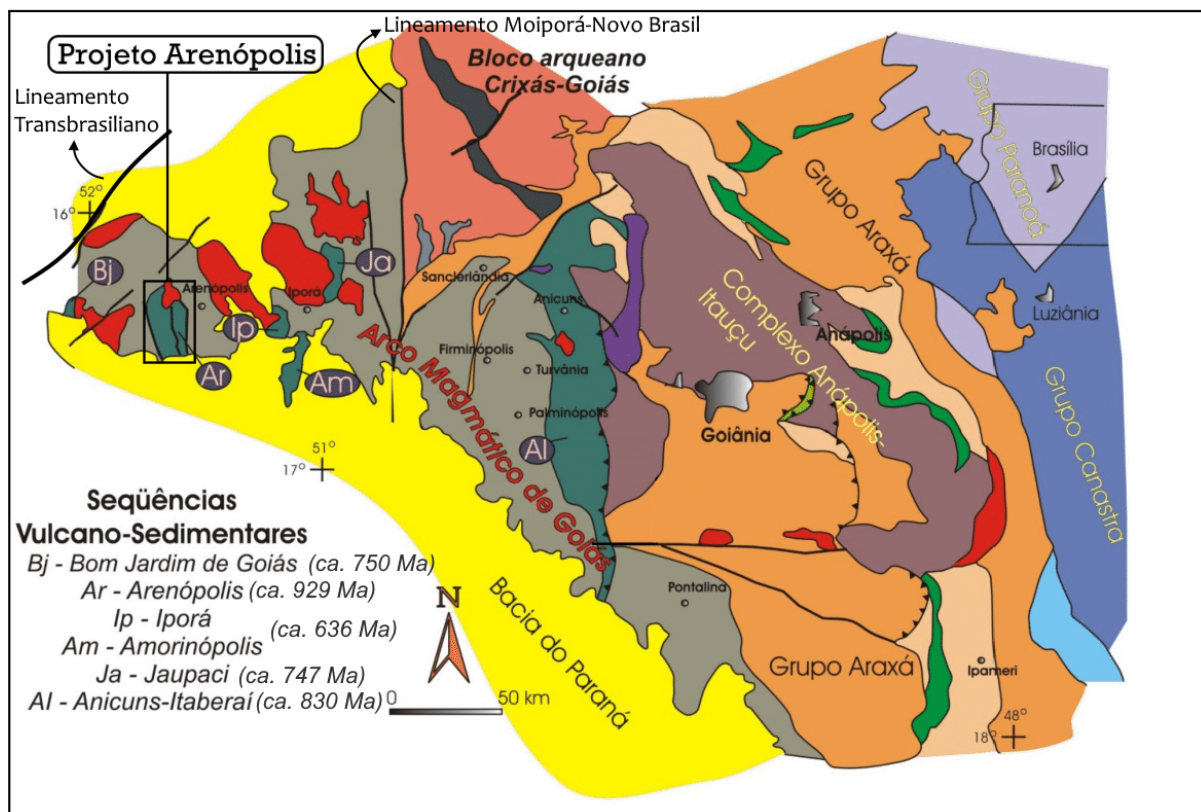 Lineamento Moiporá-Novo Brasil
Projeto Arenópolis
Bloco arqueano
Crixás-Goiás
Lineamento
Transbrasiliano
Grupo Paranoá
Brasília
Grupo Araxá
52°
16°
Bj
Ja
Sanclerlândia
Arenópolis
Iporá
Anicuns
Complexo Anápolis-
Itauçu
Anápolis
Luziânia
Ip
Firminópolis
Ar
Am
Turvânia
Arco Magmático de Goiás
Palminópolis
Goiânia
Grupo Canastra
AI
51°
17°
Seqüências
Vulcano-Sedimentares
Bj - Bom Jardim de Goiás (ca. 750 Ma)
Ar - Arenópolis (ca. 929 Ma)
Ip - Iporá
(ca. 636 Ma)
Am - Amorinópolis
Ja - Jaupaci (ca. 747 Ma)
AI - Anicuns-Itaberaí (ca. 830 Ma)
N
0 50 km
Bacia do Paraná
Pontalina
Grupo Araxá
Ipameri
48°
18°